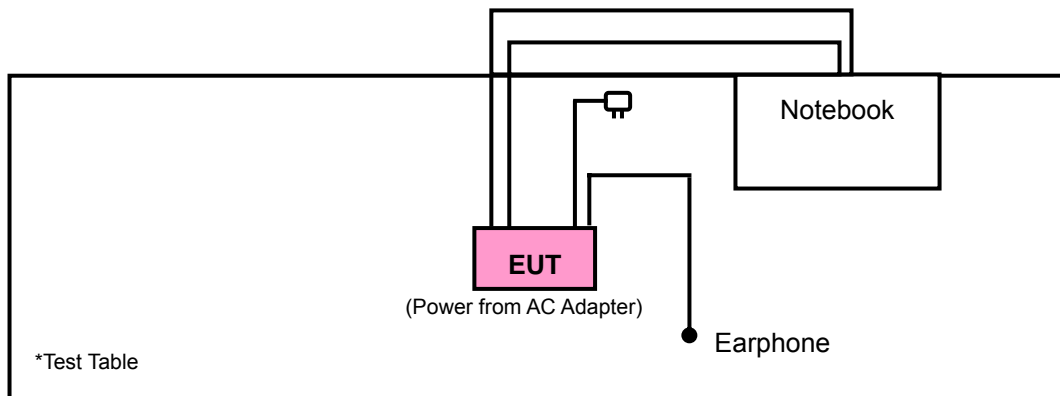 Notebook
EUT
(Power from AC Adapter)
Earphone
*Test Table